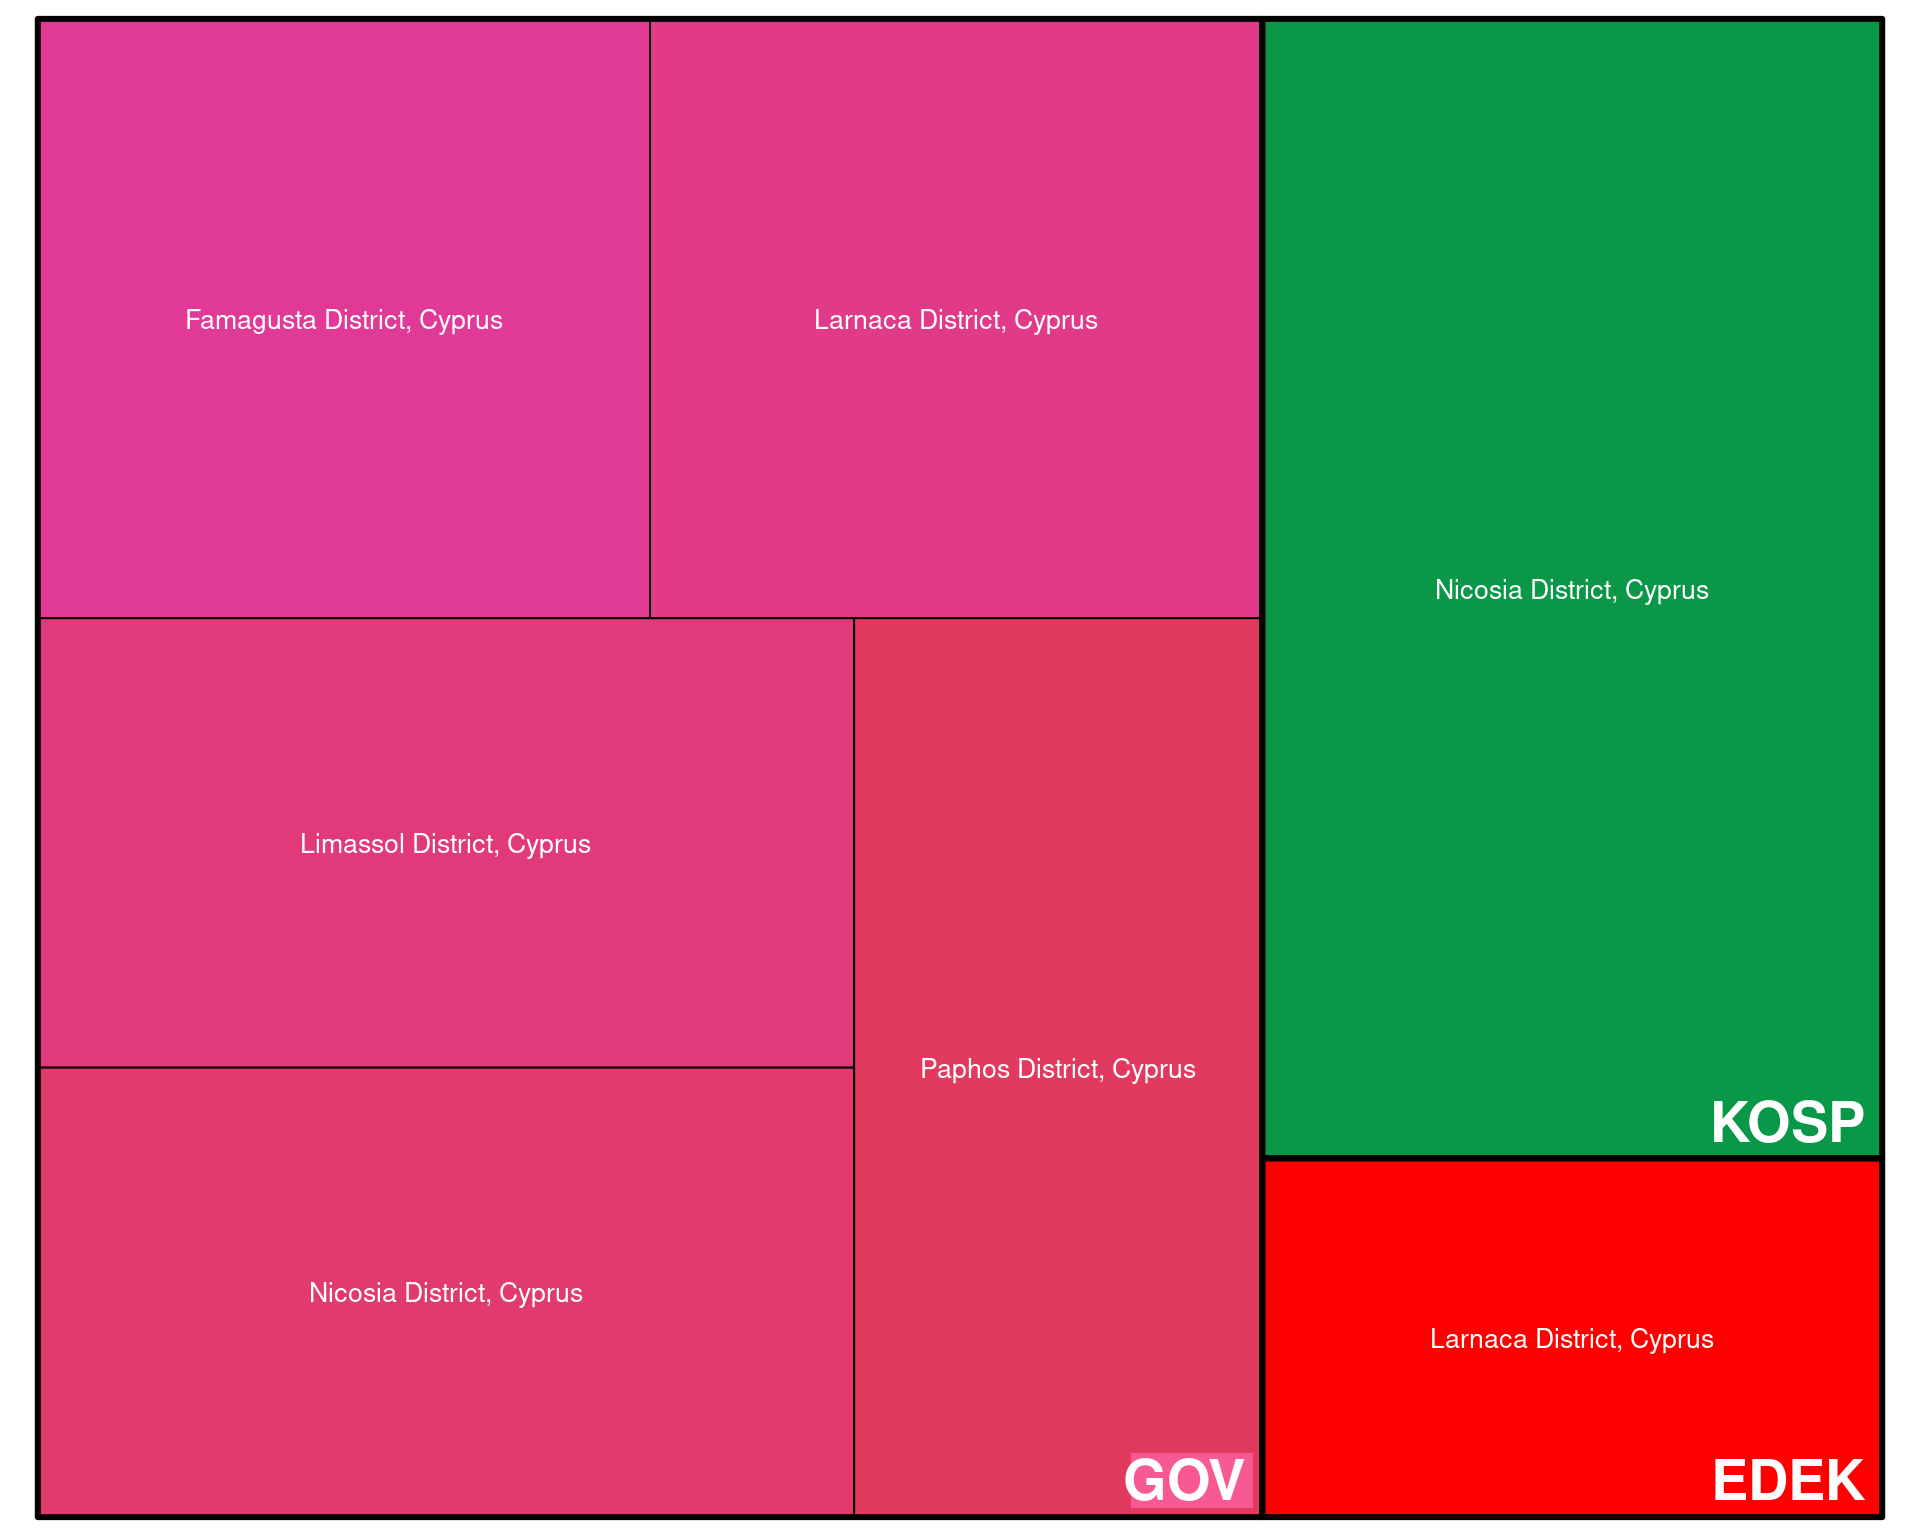 Famagusta District, Cyprus
Larnaca District, Cyprus
Limassol District, Cyprus
Nicosia District, Cyprus
Paphos District, Cyprus
GOV
Nicosia District, Cyprus
KOSP
Larnaca District, Cyprus
EDEK